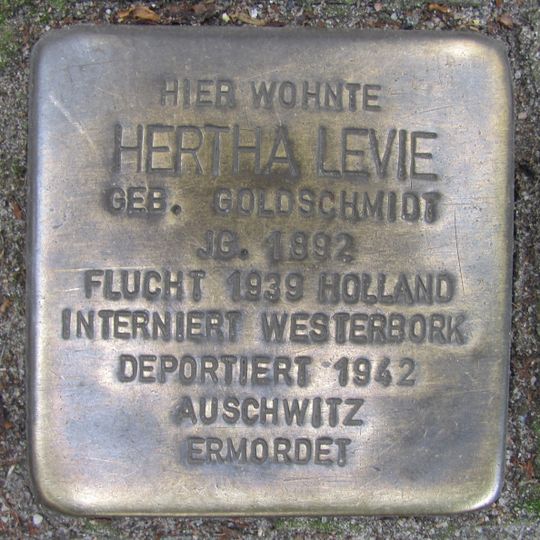 HIER WOHNTE
HERTHA LEVIE
GEB. GOLDSCHMIDT
JG. 1892
FLUCHT 1939 HOLLAND
INTERNIERT WESTERBORK
DEPORTIERT 1942
AUSCHWITZ
ERMORDET